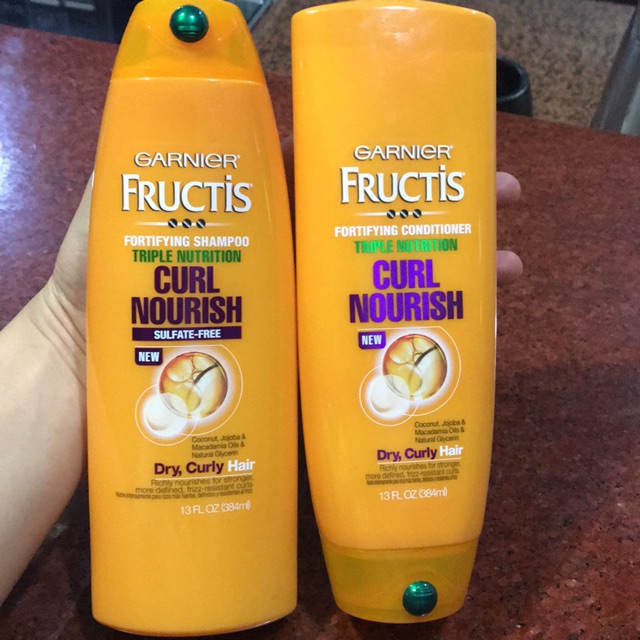 GARNIER
FRUCTIS
FORTIFYING SHAMPOO
TRIPLE NUTRITION
CURL
NOURISH
SULFATE-FREE
NEW
Coconut, Jojoba &
Macadamia Oils &
Natural Glycerin
Dry, Curly Hair
Richly nourishes for stronger,
more defined, frizz-resistant curls
13 FL OZ (384ml)
GARNIER
FRUCTIS
FORTIFYING CONDITIONER
TRIPLE NUTRITION
CURL
NOURISH
NEW
Coconut, Jojoba &
Macadamia Oils &
Natural Glycerin
Dry, Curly Hair
Richly nourishes for stronger,
more defined, frizz-resistant curls
13 FL OZ (384ml)